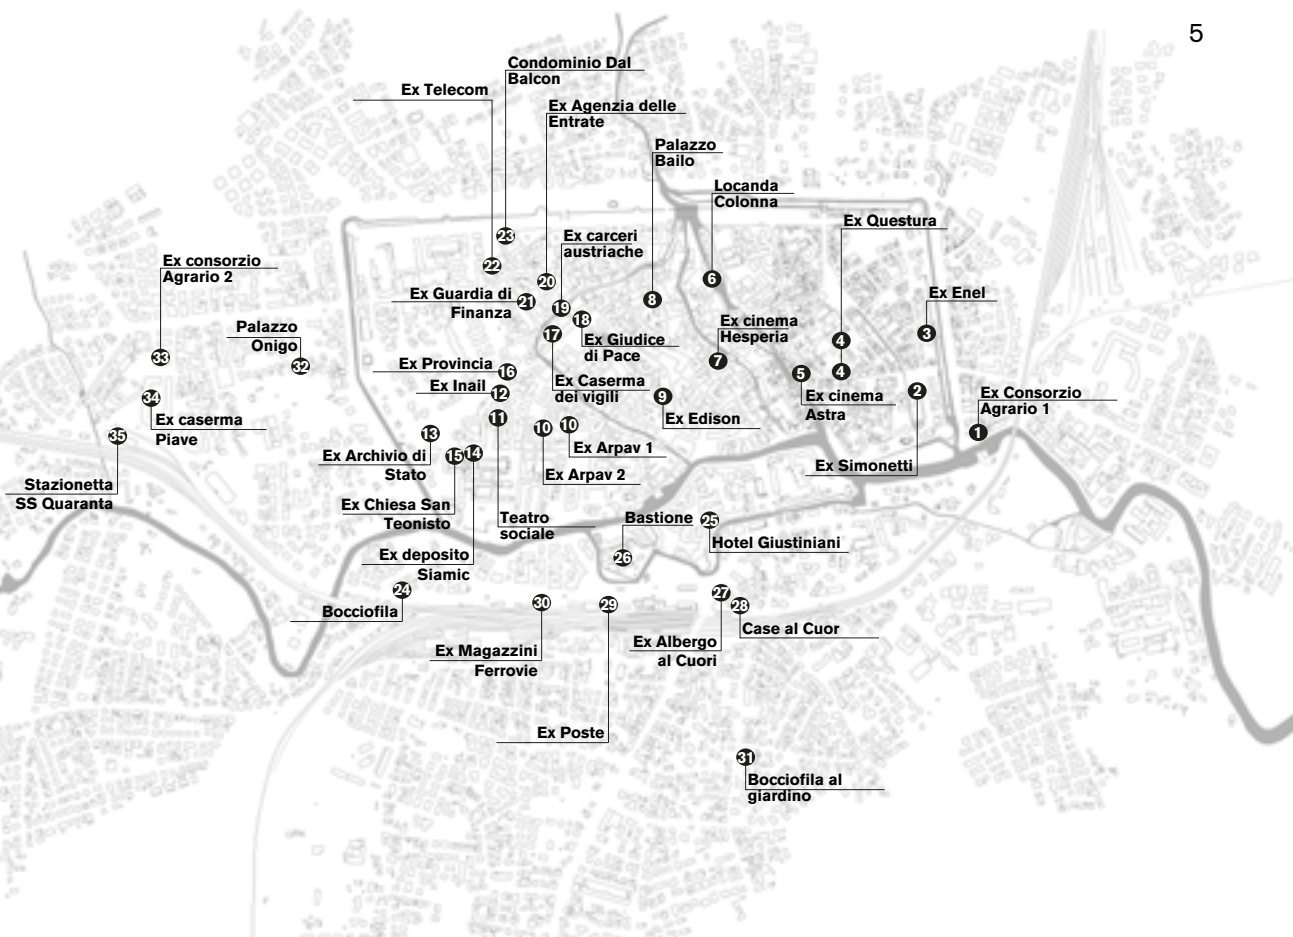 5
Condominio Dal
Balcon
Ex Telecom
Ex Agenzia delle
Entrate
Palazzo
Bailo
Locanda
Colonna
Ex Questura
Ex carceri
austriache
23
Ex consorzio
Agrario 2
22
20
6
Ex Guardia di
Finanza
21
19
8
Ex Enel
18
Ex cinema
Hesperia
Palazzo
Onigo
17
Ex Giudice
di Pace
3
4
33
32
Ex Provincia
16
7
5
4
Ex Inail
12
Ex Caserma
dei vigili
9
Ex cinema
Astra
2
Ex Consorzio
Agrario 1
34
Ex caserma
Piave
11
10
10
Ex Edison
1
35
13
Ex Archivio di
Stato
15
14
Ex Arpav 1
Ex Arpav 2
Ex Simonetti
Stazionetta
SS Quaranta
Ex Chiesa San
Teonisto
Teatro
sociale
Bastione
25
Hotel Giustiniani
Ex deposito
Siamic
26
24
Bocciofila
30
29
27
28
Case al Cuor
Ex Magazzini
Ferrovie
Ex Albergo
al Cuori
Ex Poste
31
Bocciofila al
giardino